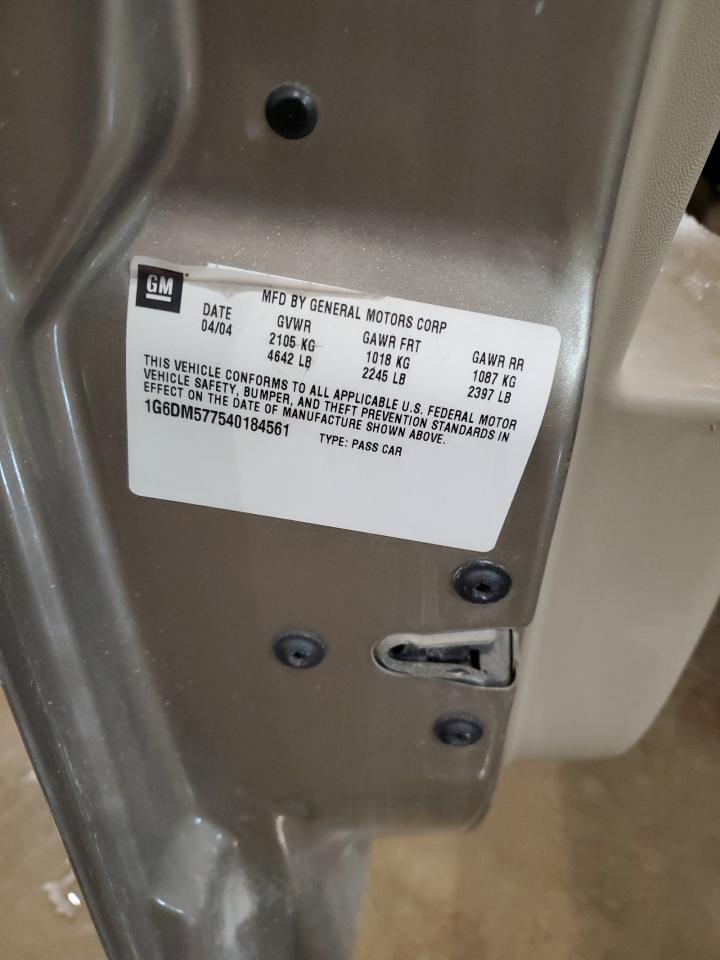 GM
MFD BY GENERAL MOTORS CORP
DATE GVWR GAWR FRT GAWR RR
04/04 2105 KG 1018 KG 1087 KG
4642 LB 2245 LB 2397 LB
THIS VEHICLE CONFORMS TO ALL APPLICABLE U.S. FEDERAL MOTOR
VEHICLE SAFETY, BUMPER, AND THEFT PREVENTION STANDARDS IN
EFFECT ON THE DATE OF MANUFACTURE SHOWN ABOVE.
1G6DM577540184561 TYPE: PASS CAR